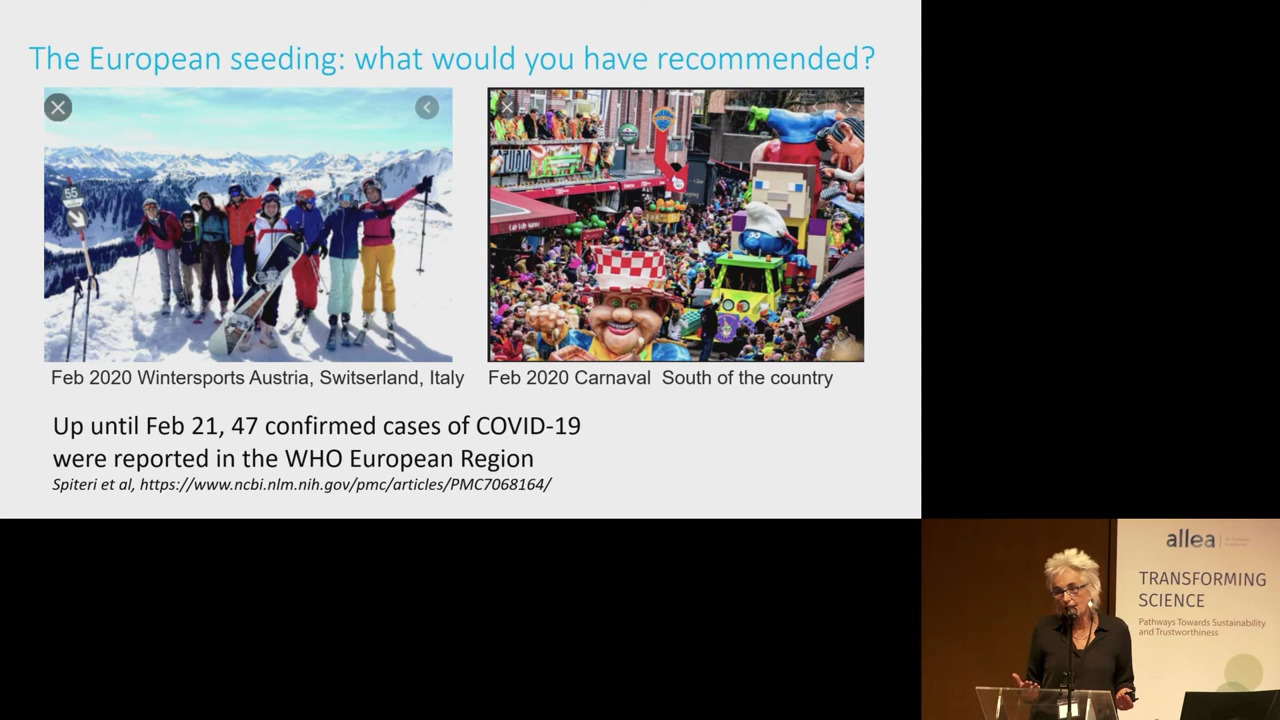 The European seeding: what would you have recommended?
55
STUDIO
Feb 2020 Wintersports Austria, Switserland, Italy
Feb 2020 Carnaval South of the country
Up until Feb 21, 47 confirmed cases of COVID-19
were reported in the WHO European Region
Spiteri et al, https://www.ncbi.nlm.nih.gov/pmc/articles/PMC7068164/
allea
TRANSFORMING
SCIENCE
Pathways Towards Sustainability
and Trustworthiness